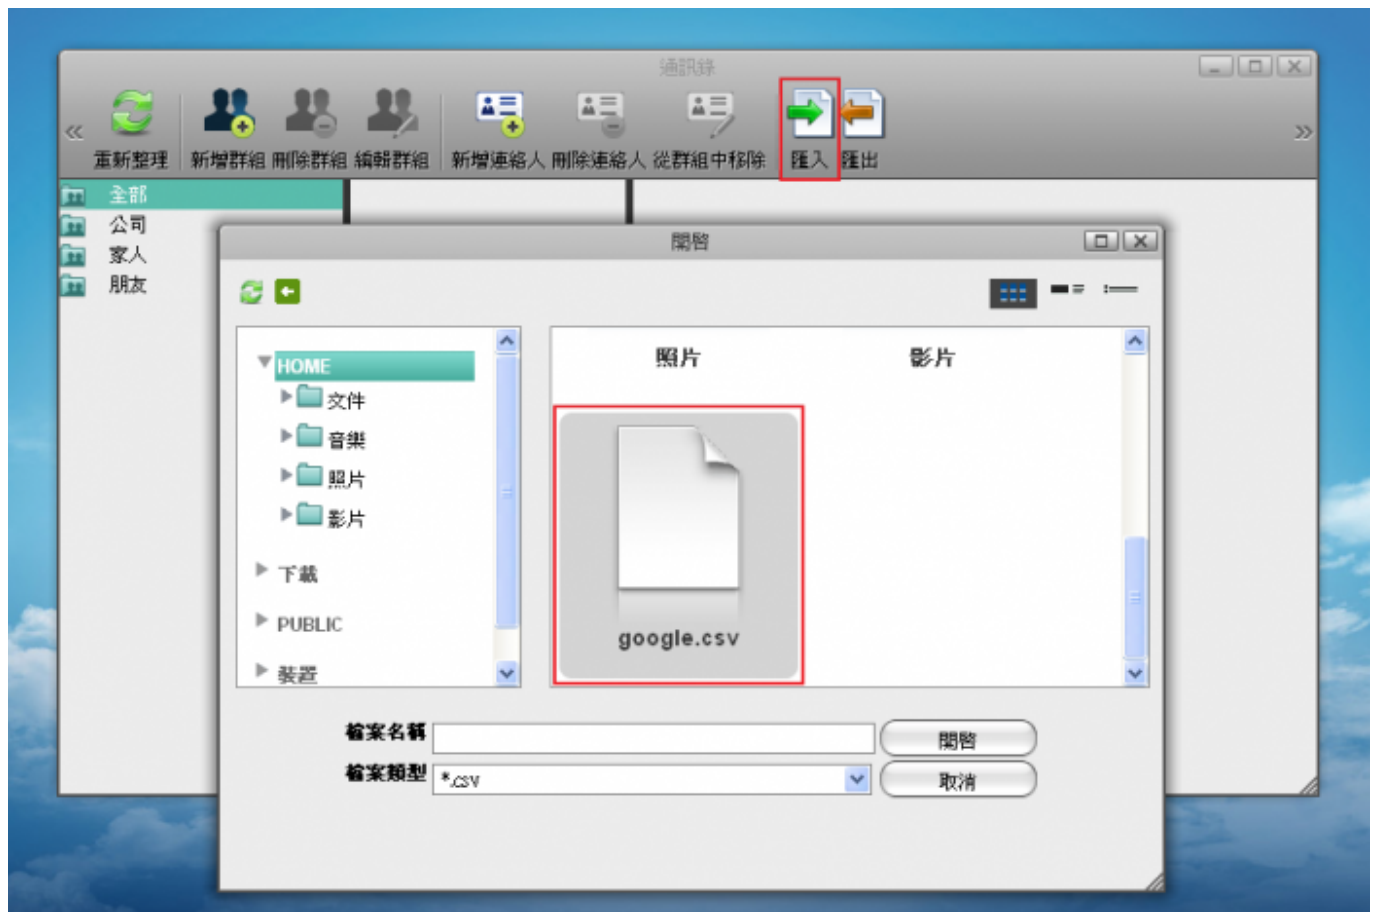 通訊錄
重新整理 新增群組 刪除群組 編輯群組 新增連絡人 刪除連絡人 從群組中移除 匯入 匯出
全部
公司
家人
朋友
開啓
HOME
文件
音樂
照片
影片
下載
PUBLIC
裝置
照片 影片
google.csv
檔案名稱
開啓
檔案類型 *.csv
取消